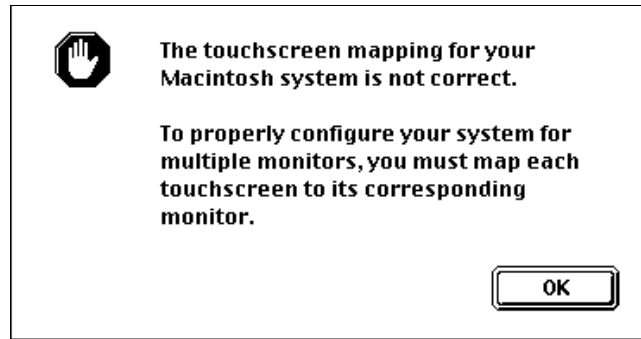 The touchscreen mapping for your
Macintosh system is not correct.
To properly configure your system for
multiple monitors, you must map each
touchscreen to its corresponding
monitor.
OK